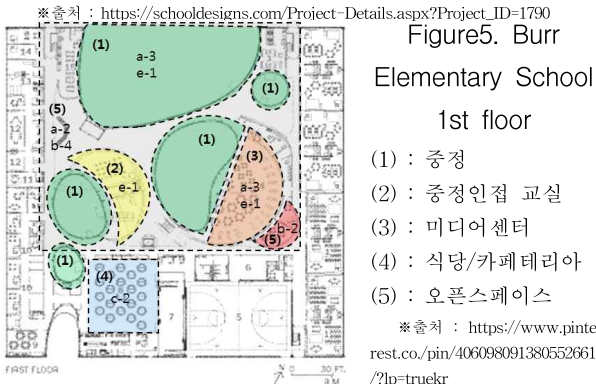 ※출처 : https://schooldesigns.com/Project-Details.aspx?Project_ID=1790
Figure5. Burr
Elementary School
1st floor
(1) : 중정
(2) : 중정인접 교실
(3) : 미디어센터
(4) : 식당/카페테리아
(5) : 오픈스페이스
※출처 : https://www.pinte
rest.co./pin/406098091380552661
/?lp=truekr
(1)
a-3
e-1
(1)
(5)
a-2
b-4
(1)
(2)
e-1
(3)
a-3
e-1
(1)
b-2
(5)
(1)
(4)
c-2
7
6
FIRST FLOOR
0 30 FT.